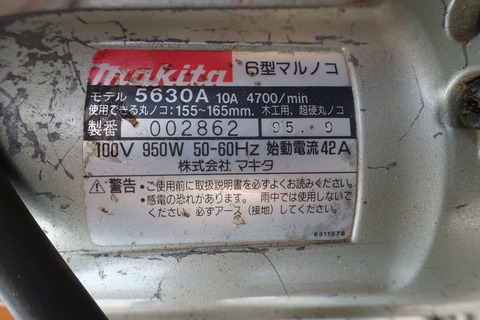 makita 6型マルノコ
モデル 5630A 10A 4700/min
使用できる丸ノコ:155~165mm. 木工用、超硬丸ノコ
製番 002862 95. 9
100V 950W 50-60Hz 始動電流42A
株式会社 マキタ
⚠警告・ご使用前に取扱説明書を必ずよくお読みください。
・感電の恐れがあります。 雨中では使用しないで
ください。必ずアース(接地)してください。